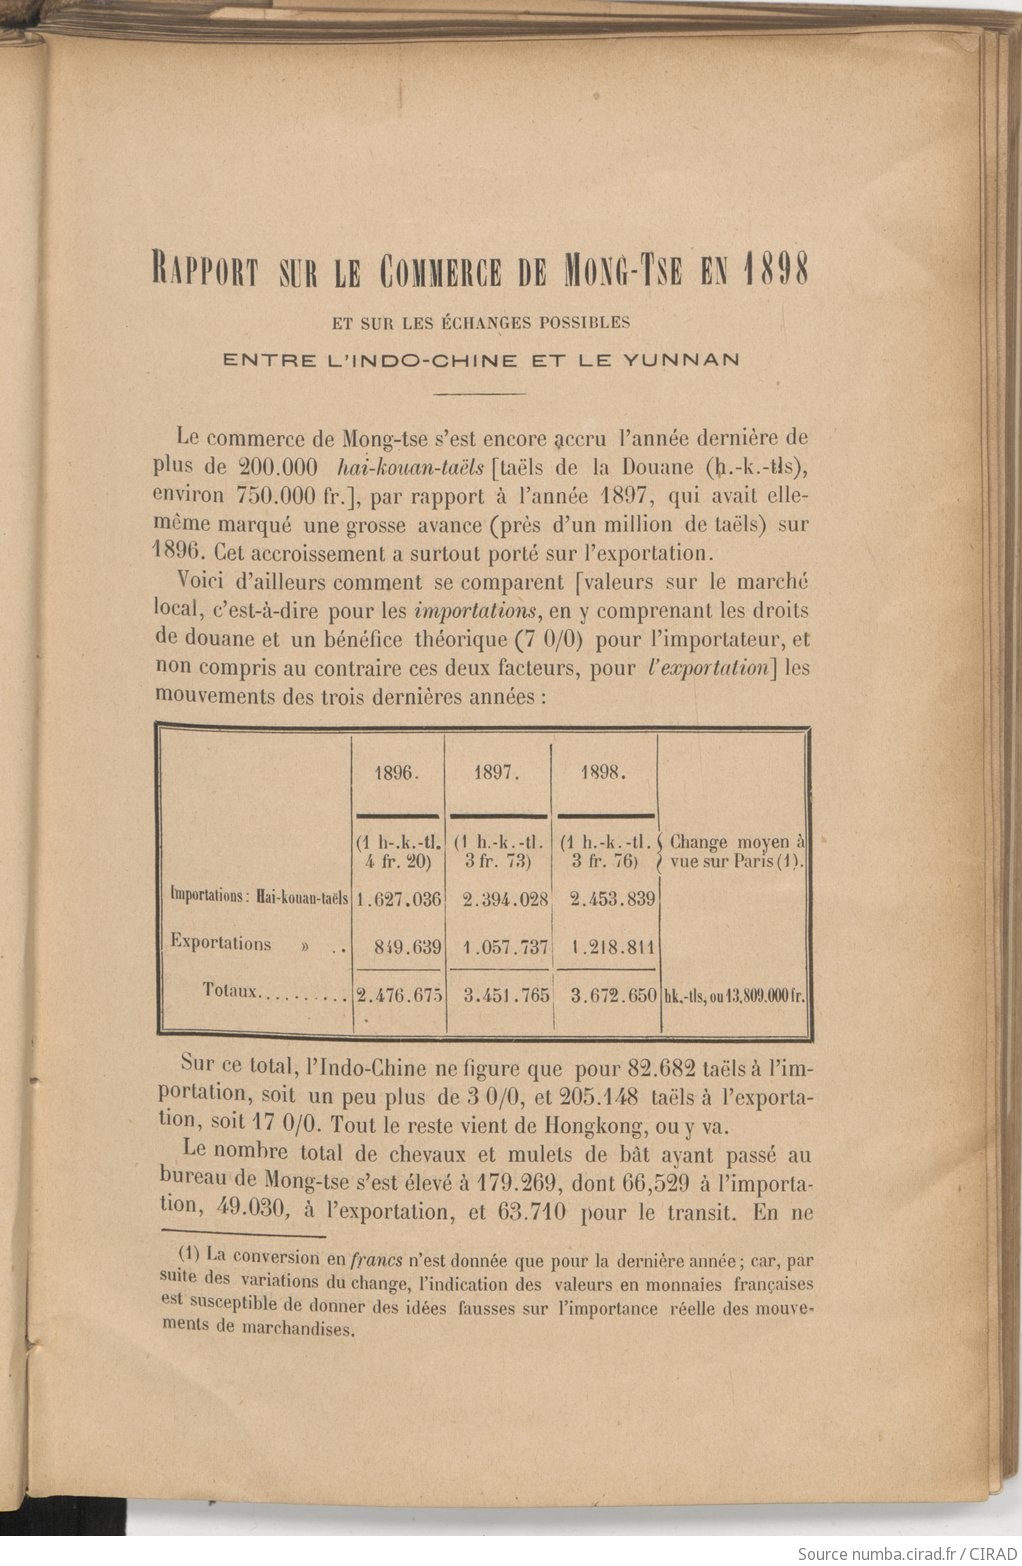 RAPPORT SUR LE COMMERCE DE MONG-TSE EN 1898
ET SUR LES ÉCHANGES POSSIBLES
ENTRE L'INDO-CHINE ET LE YUNNAN
Le commerce de Mong-tse s'est encore accru l'année dernière de
plus de 200.000 hai-kouan-taëls [taëls de la Douane (h.-k.-tls),
environ 750.000 fr.], par rapport à l'année 1897, qui avait elle-
même marqué une grosse avance (près d'un million de taëls) sur
1896. Cet accroissement a surtout porté sur l'exportation.
Voici d'ailleurs comment se comparent [valeurs sur le marché
local, c'est-à-dire pour les importations, en y comprenant les droits
de douane et un bénéfice théorique (7 0/0) pour l'importateur, et
non compris au contraire ces deux facteurs, pour l'exportation] les
mouvements des trois dernières années :
1896. 1897. 1898.
(1 h-.k.-tl. (1 h.-k.-tl. (1 h.-k.-tl. Change moyen à
4 fr. 20) 3 fr. 73) 3 fr. 76) vue sur Paris (1).
Importations : Hai-kouan-taëls 1.627.036 2.394.028 2.453.839
Exportations » .. 849.639 1.057.737 1.218.811
Totaux.......... 2.476.675 3.451.765 3.672.650 hk.-tls, ou 13.809.000 fr.
Sur ce total, l'Indo-Chine ne figure que pour 82.682 taëls à l'im-
portation, soit un peu plus de 3 0/0, et 205.148 taëls à l'exporta-
tion, soit 17 0/0. Tout le reste vient de Hongkong, ou y va.
Le nombre total de chevaux et mulets de bât ayant passé au
bureau de Mong-tse s'est élevé à 179.269, dont 66,529 à l'importa-
tion, 49.030, à l'exportation, et 63.710 pour le transit. En ne
(1) La conversion en francs n'est donnée que pour la dernière année ; car, par
suite des variations du change, l'indication des valeurs en monnaies françaises
est susceptible de donner des idées fausses sur l'importance réelle des mouve-
ments de marchandises.
Source numba.cirad.fr / CIRAD